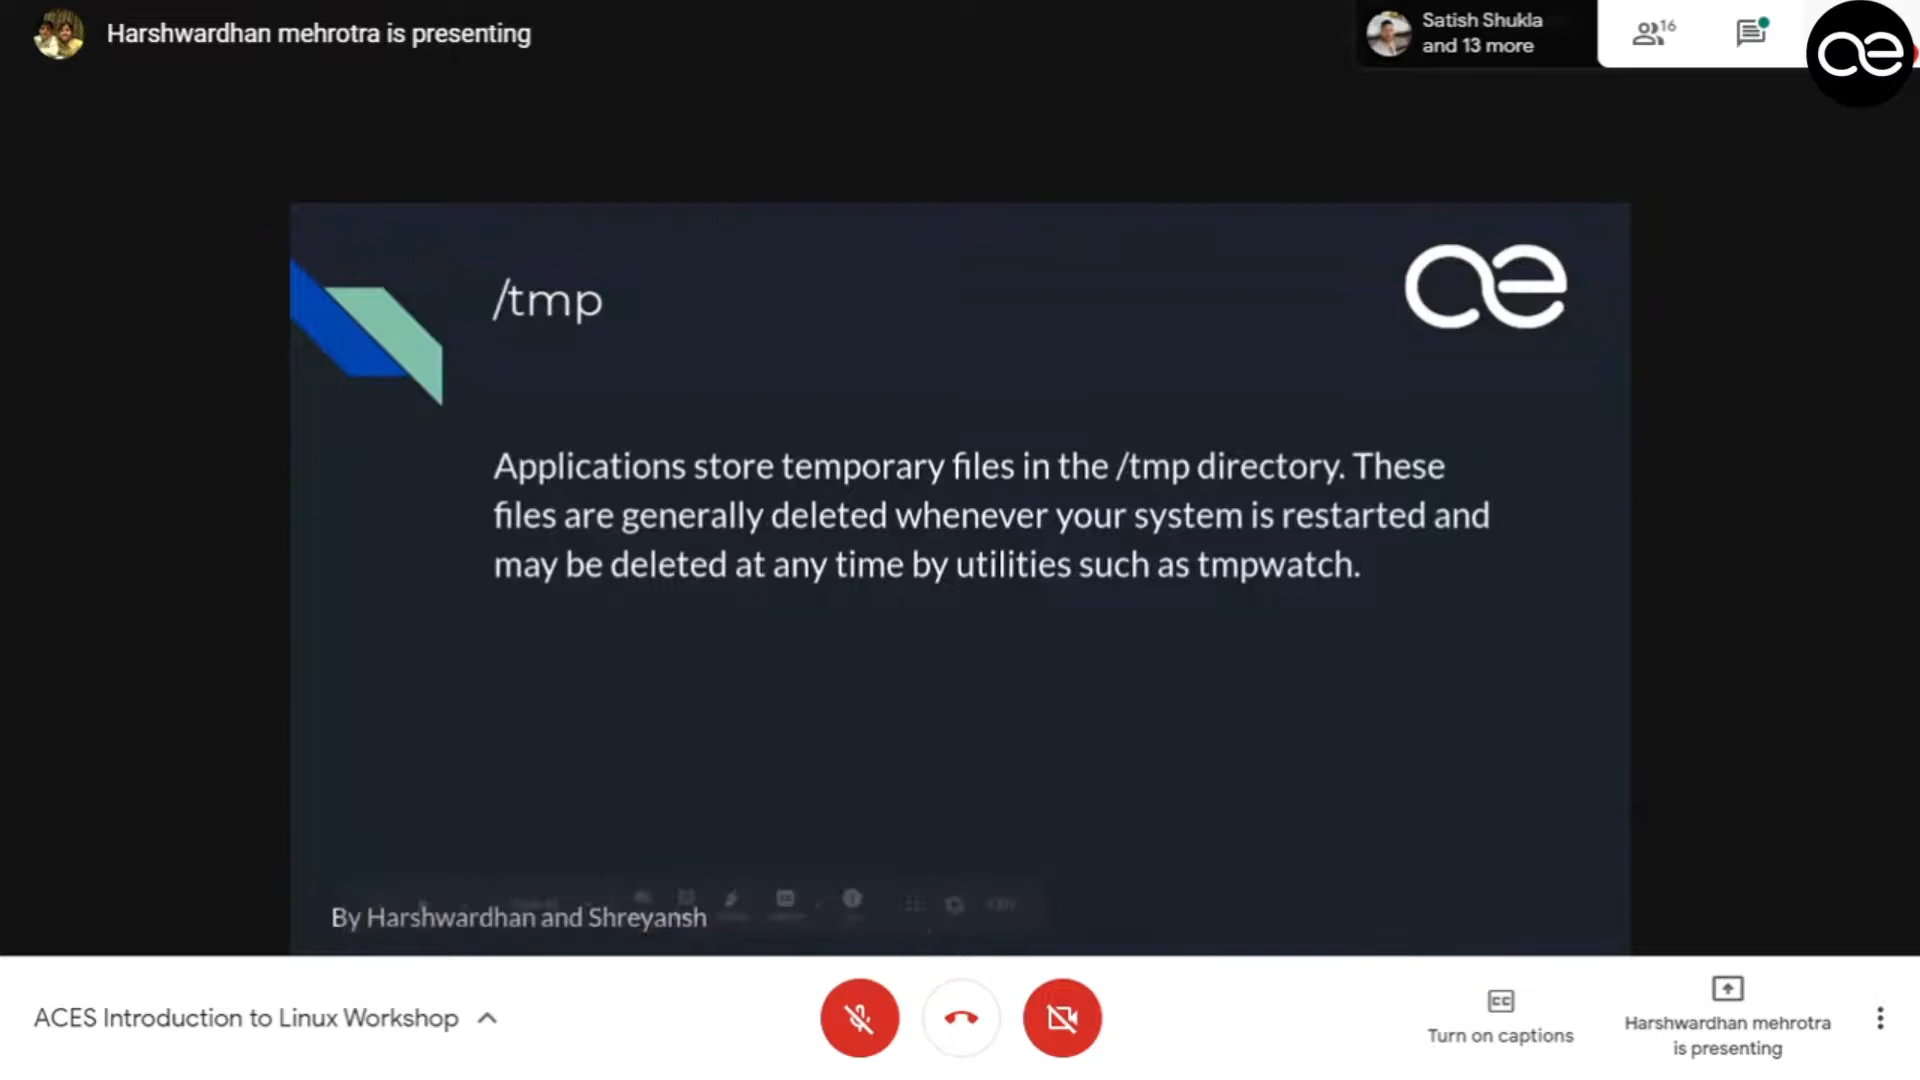 Harshwardhan mehrotra is presenting
Satish Shukla
and 13 more
16
/tmp
Applications store temporary files in the /tmp directory. These
files are generally deleted whenever your system is restarted and
may be deleted at any time by utilities such as tmpwatch.
By Harshwardhan and Shreyansh
ACES Introduction to Linux Workshop
CC
Turn on captions
Harshwardhan mehrotra
is presenting